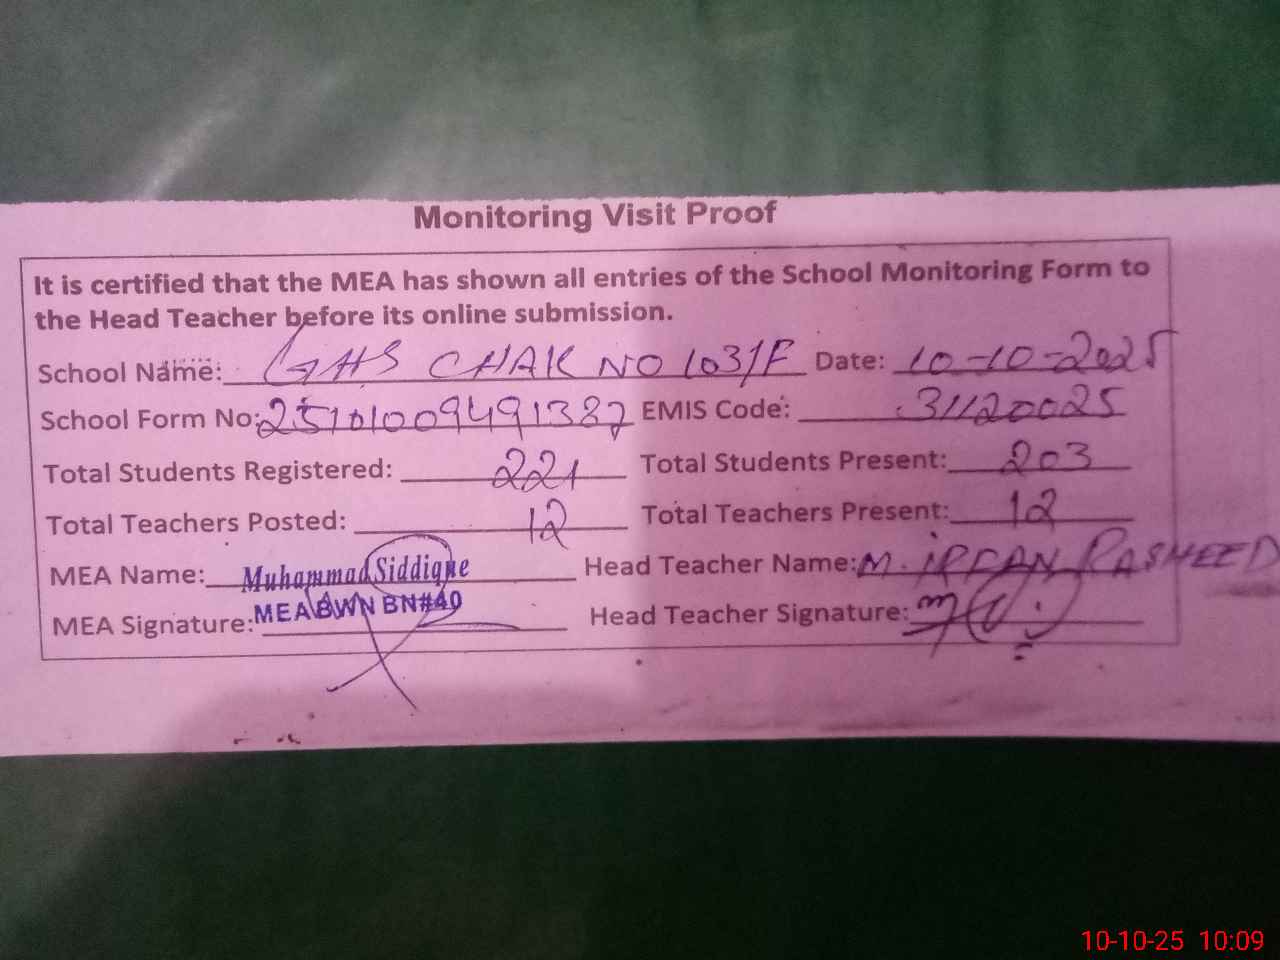 Monitoring Visit Proof
It is certified that the MEA has shown all entries of the School Monitoring Form to
the Head Teacher before its online submission.
School Name: GHS CHAK NO 103/F Date: 10-10-2025
School Form No: 25101009491387 EMIS Code: 31120025
Total Students Registered: 221 Total Students Present: 203
Total Teachers Posted: 12 Total Teachers Present: 12
MEA Name: Muhammad Siddique Head Teacher Name: M. IRFAN RASHEED
MEA Signature: MEA BWN BN#40 Head Teacher Signature:
10-10-25 10:09